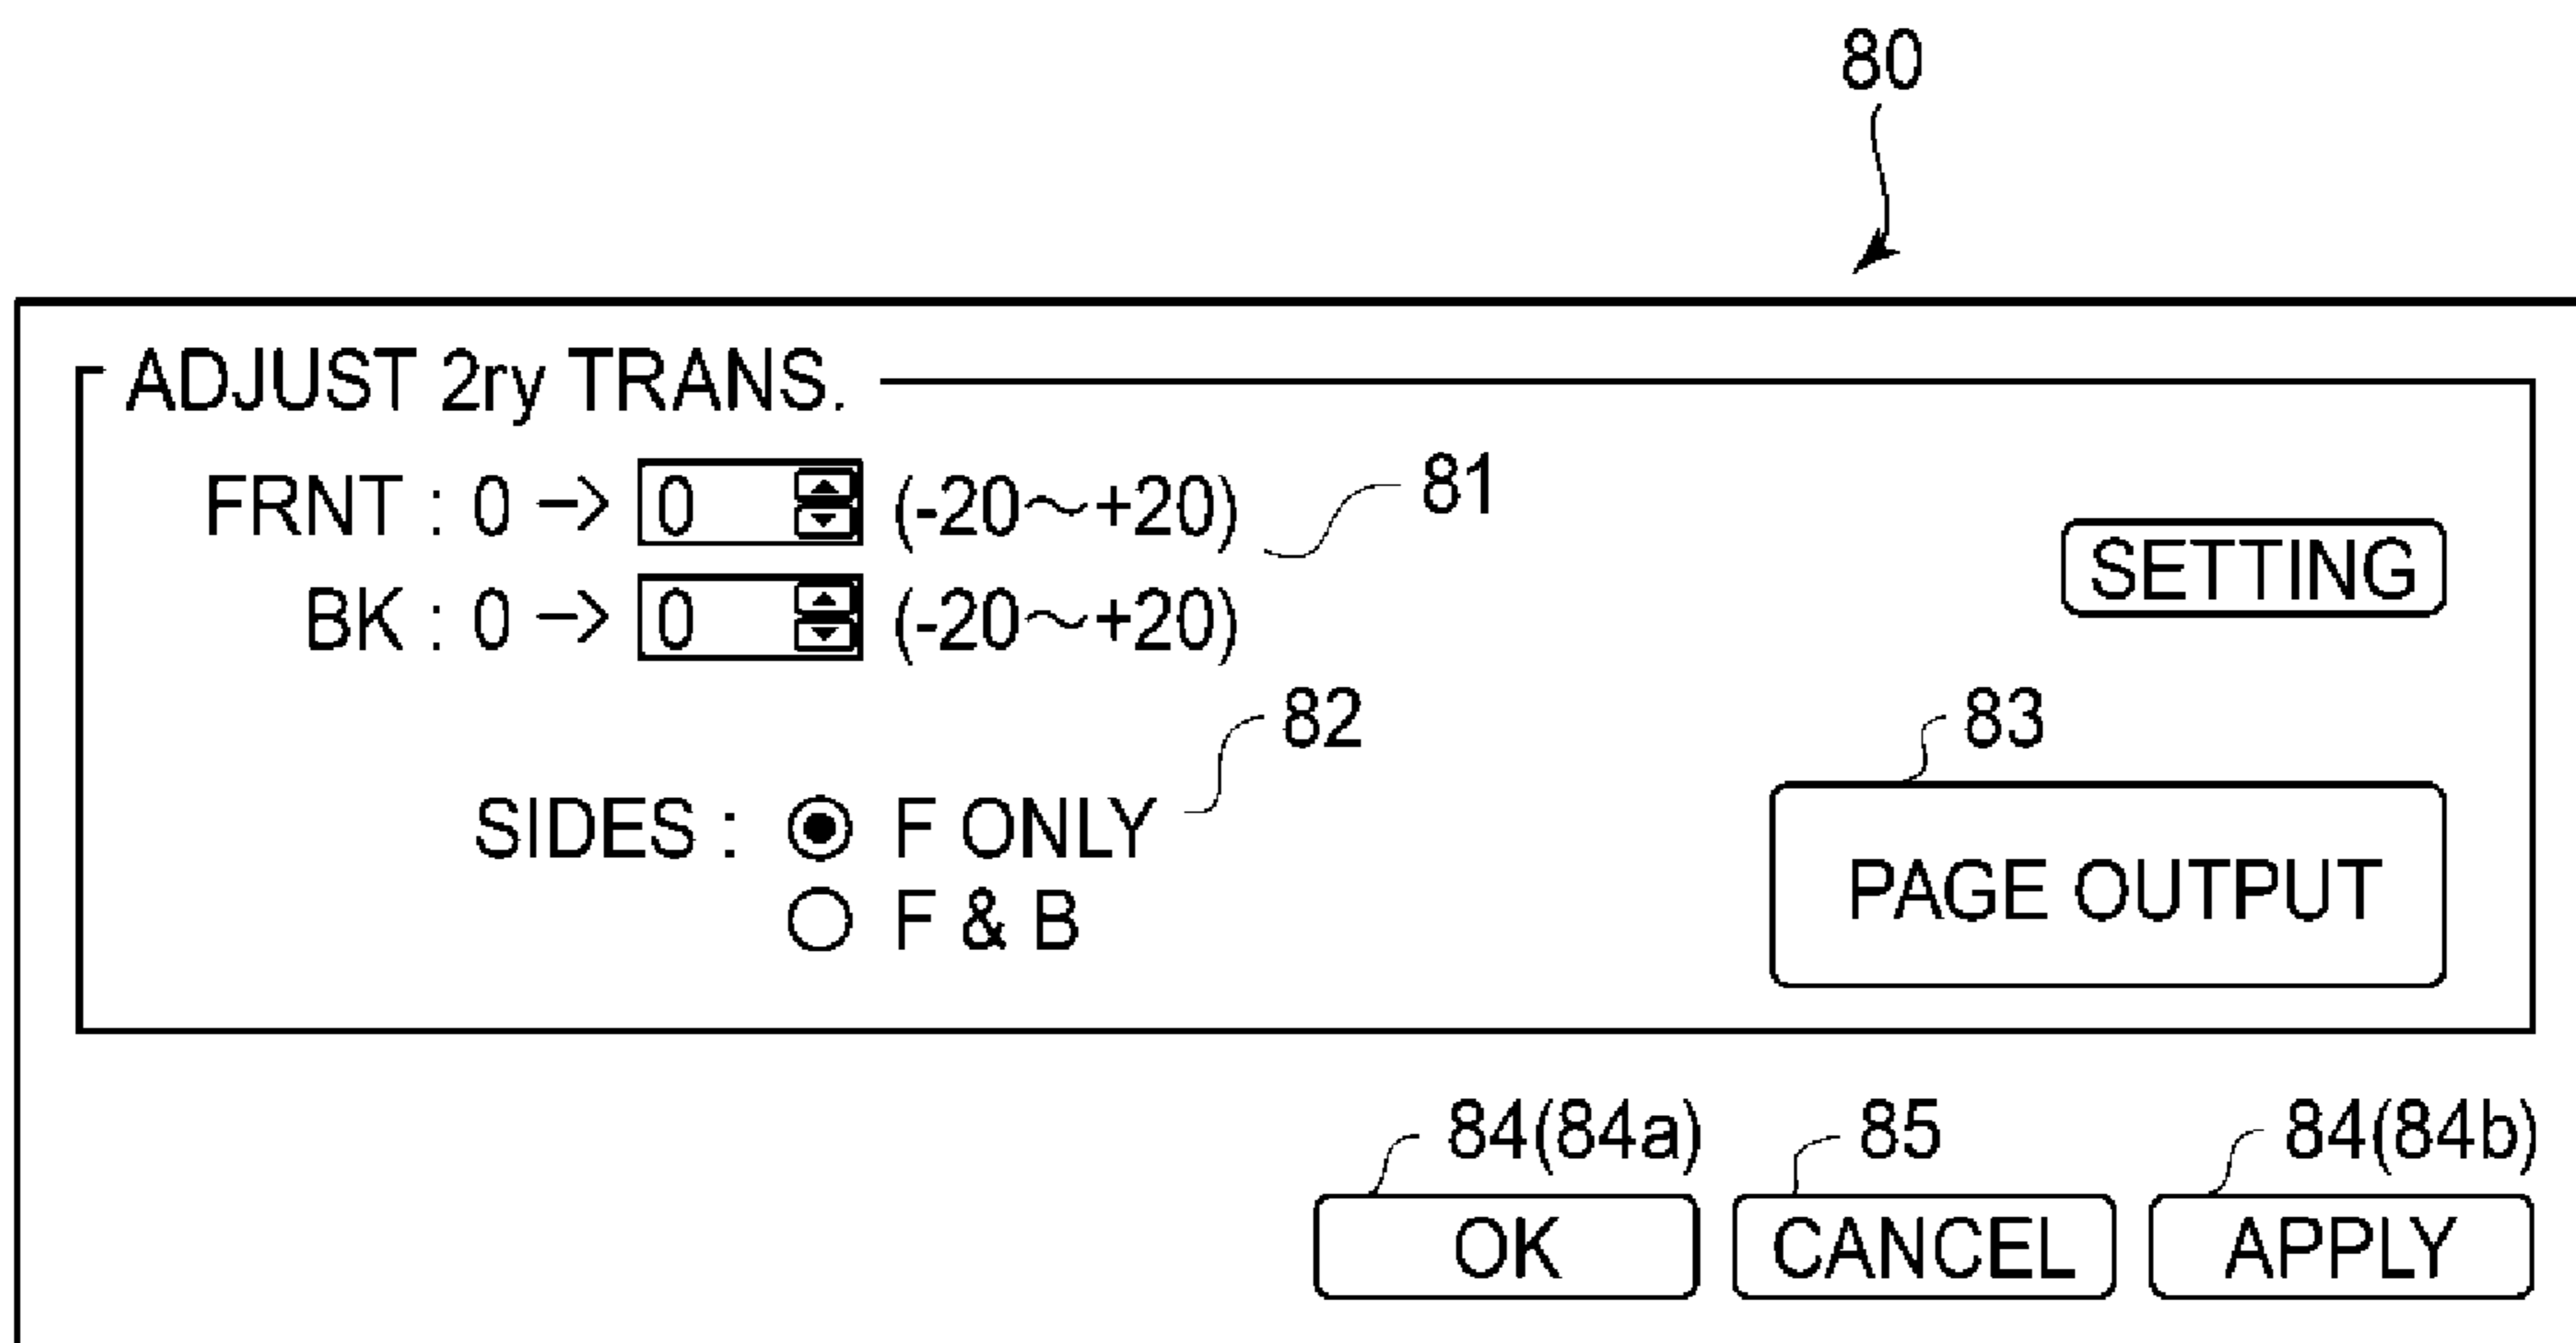 80
ADJUST 2ry TRANS.
FRNT : 0 -> 0 (-20~+20) 81
SETTING
BK : 0 -> 0 (-20~+20)
82
83
SIDES : F ONLY
F & B
PAGE OUTPUT
84(84a) 85 84(84b)
OK CANCEL APPLY